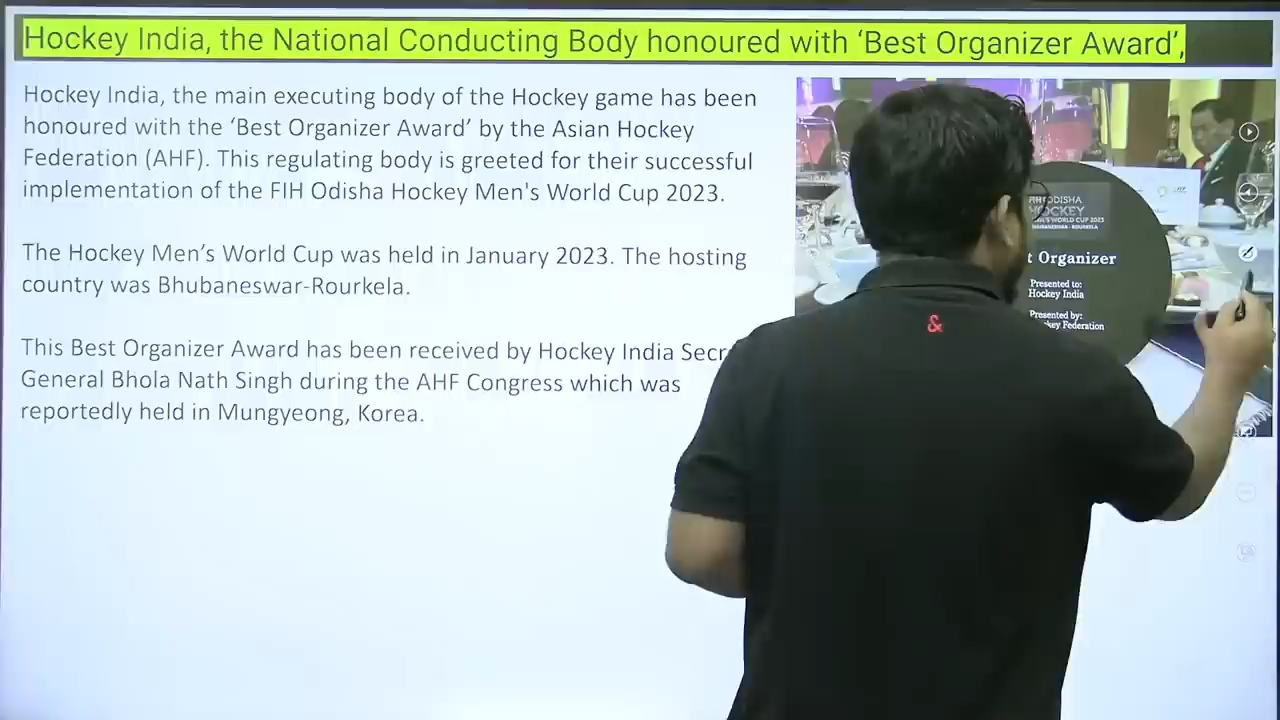 Hockey India, the National Conducting Body honoured with ‘Best Organizer Award’,
Hockey India, the main executing body of the Hockey game has been
honoured with the ‘Best Organizer Award’ by the Asian Hockey
Federation (AHF). This regulating body is greeted for their successful
implementation of the FIH Odisha Hockey Men's World Cup 2023.
The Hockey Men’s World Cup was held in January 2023. The hosting
country was Bhubaneswar-Rourkela.
This Best Organizer Award has been received by Hockey India
General Bhola Nath Singh during the AHF Congress which was
reportedly held in Mungyeong, Korea.
ODISHA
HOCKEY
WORLD CUP 2023
ROURKELA
Organizer
Presented to:
Hockey India
Presented by:
Federation
&